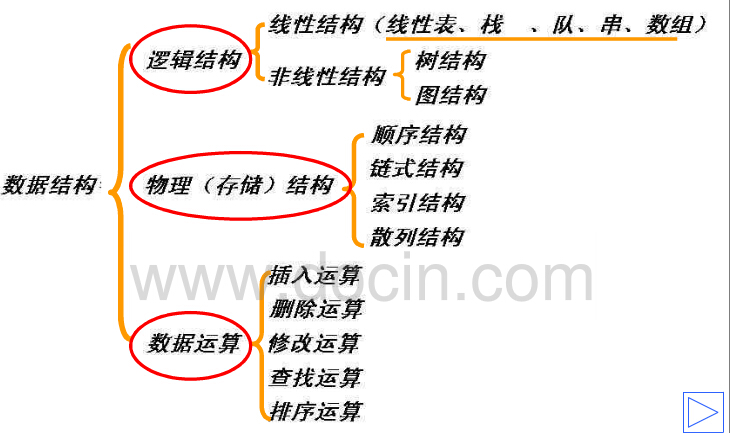 线性结构（线性表、栈 、队、串、数组）
逻辑结构
非线性结构
树结构
图结构
顺序结构
链式结构
数据结构
物理（存储）结构
索引结构
散列结构
www.docin.com
插入运算
删除运算
数据运算
修改运算
查找运算
排序运算